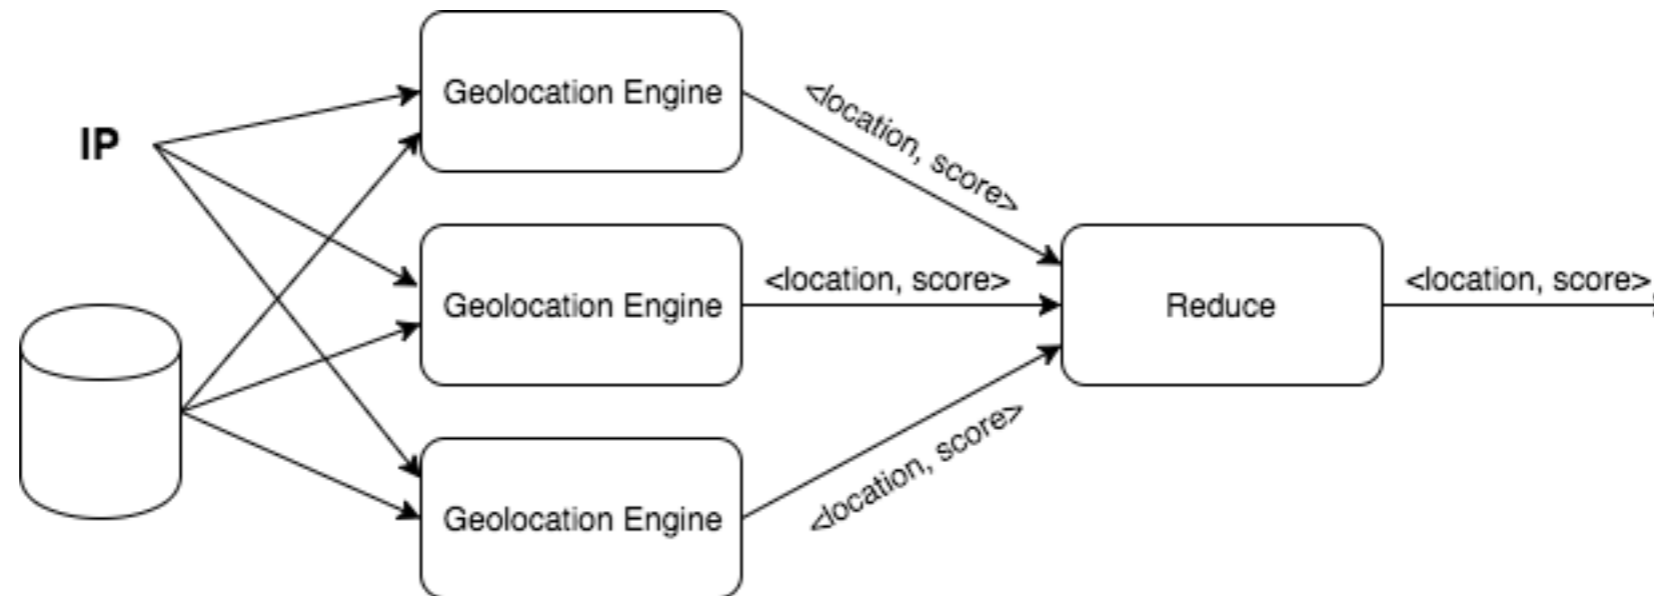 IP
Geolocation Engine
<location, score>
Geolocation Engine
<location, score>
Reduce
<location, score>
Geolocation Engine
<location, score>